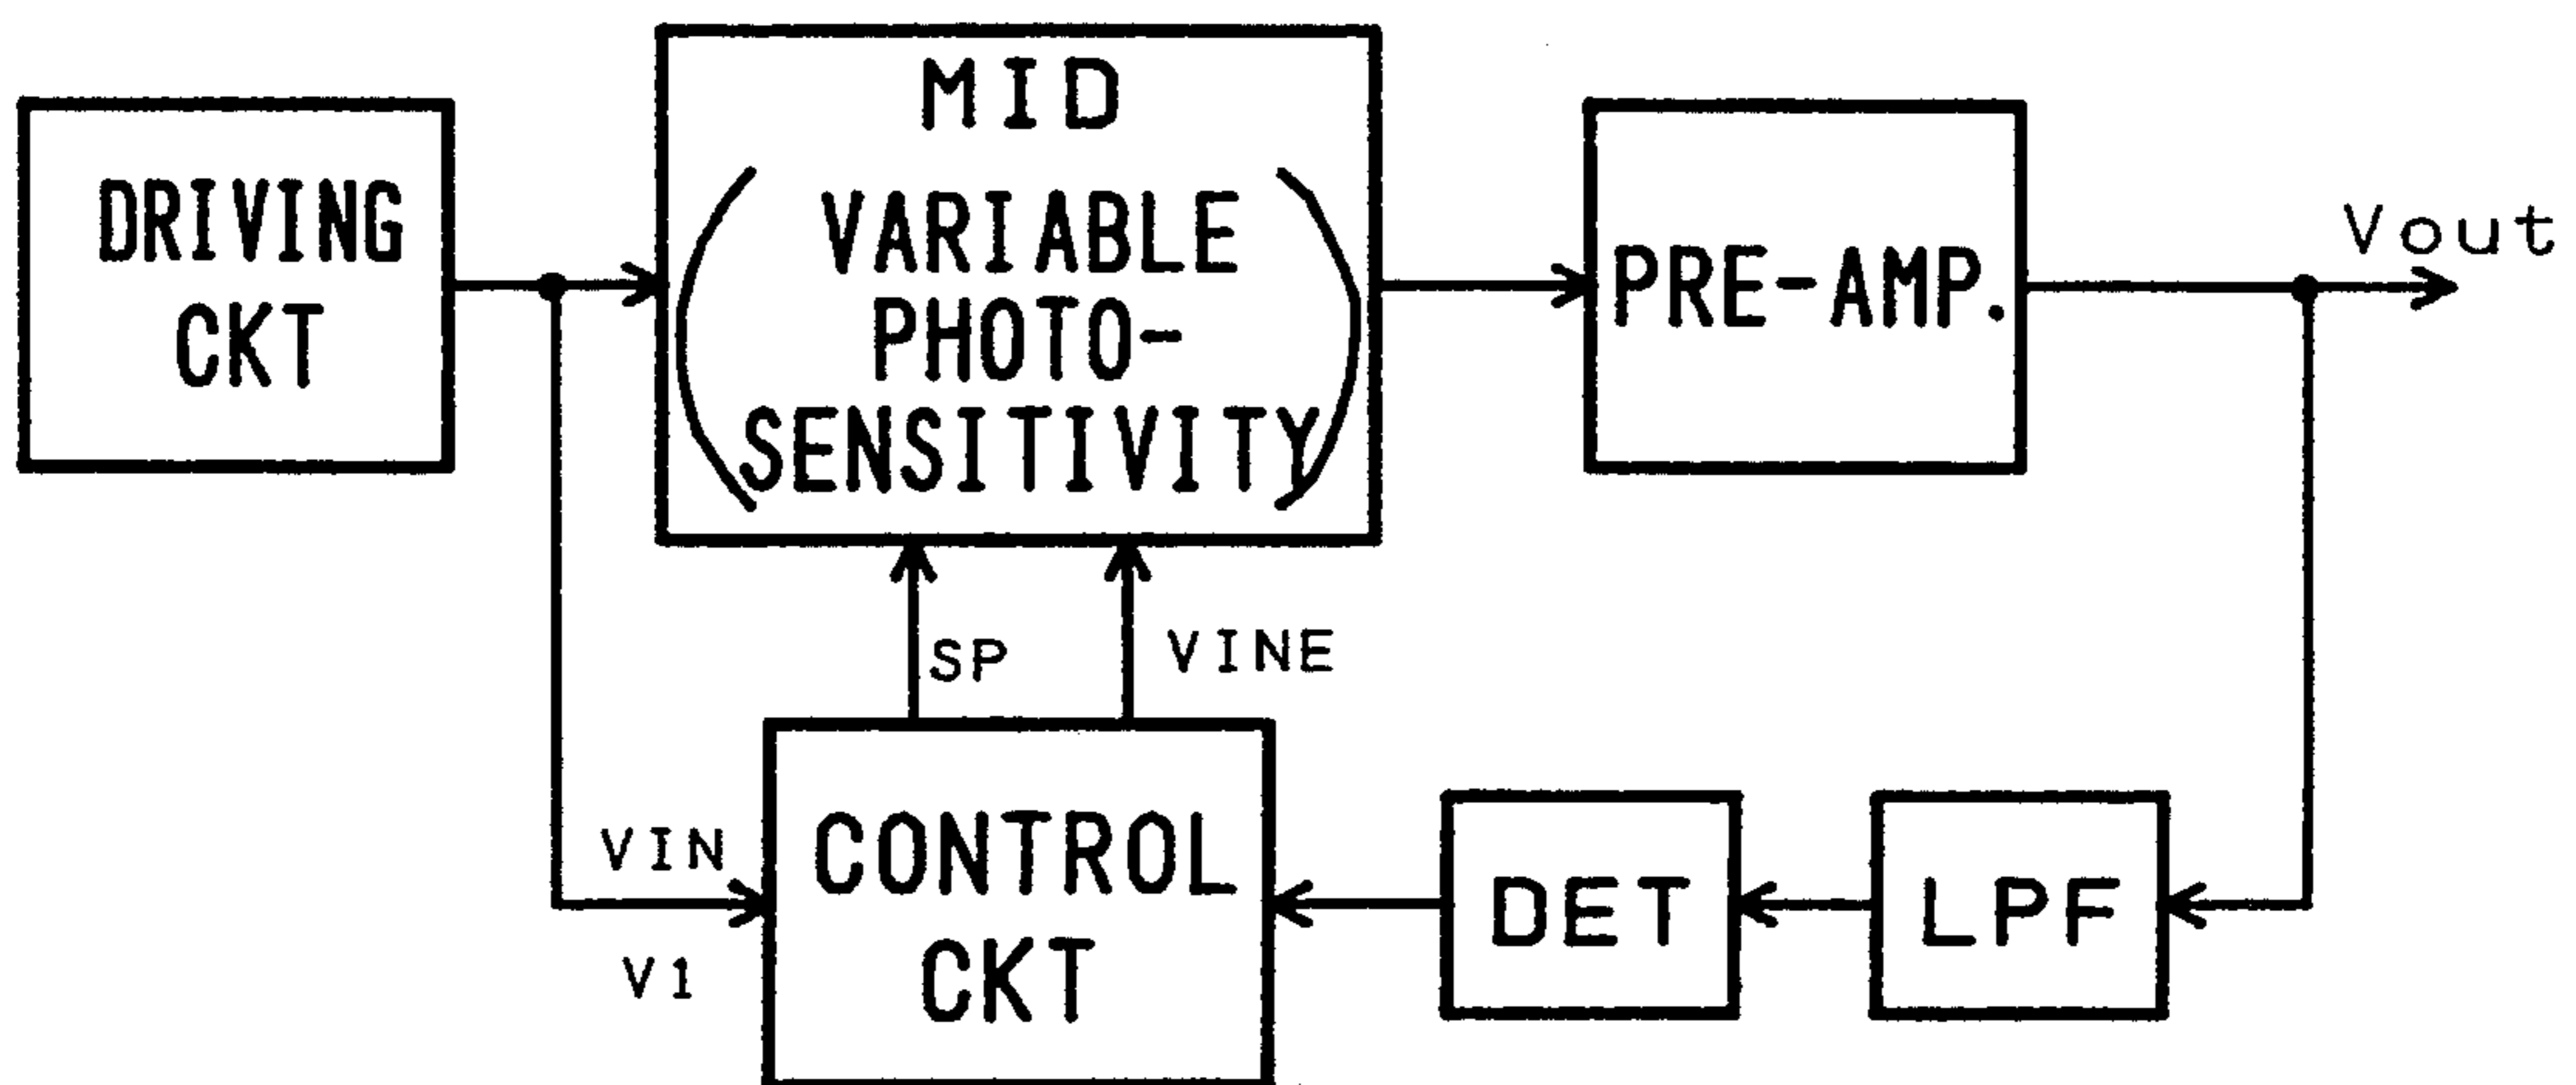 DRIVING
CKT
MID
VARIABLE
PHOTO-
SENSITIVITY
PRE-AMP.
Vout
SP
VINE
VIN
V1
CONTROL
CKT
DET
LPF